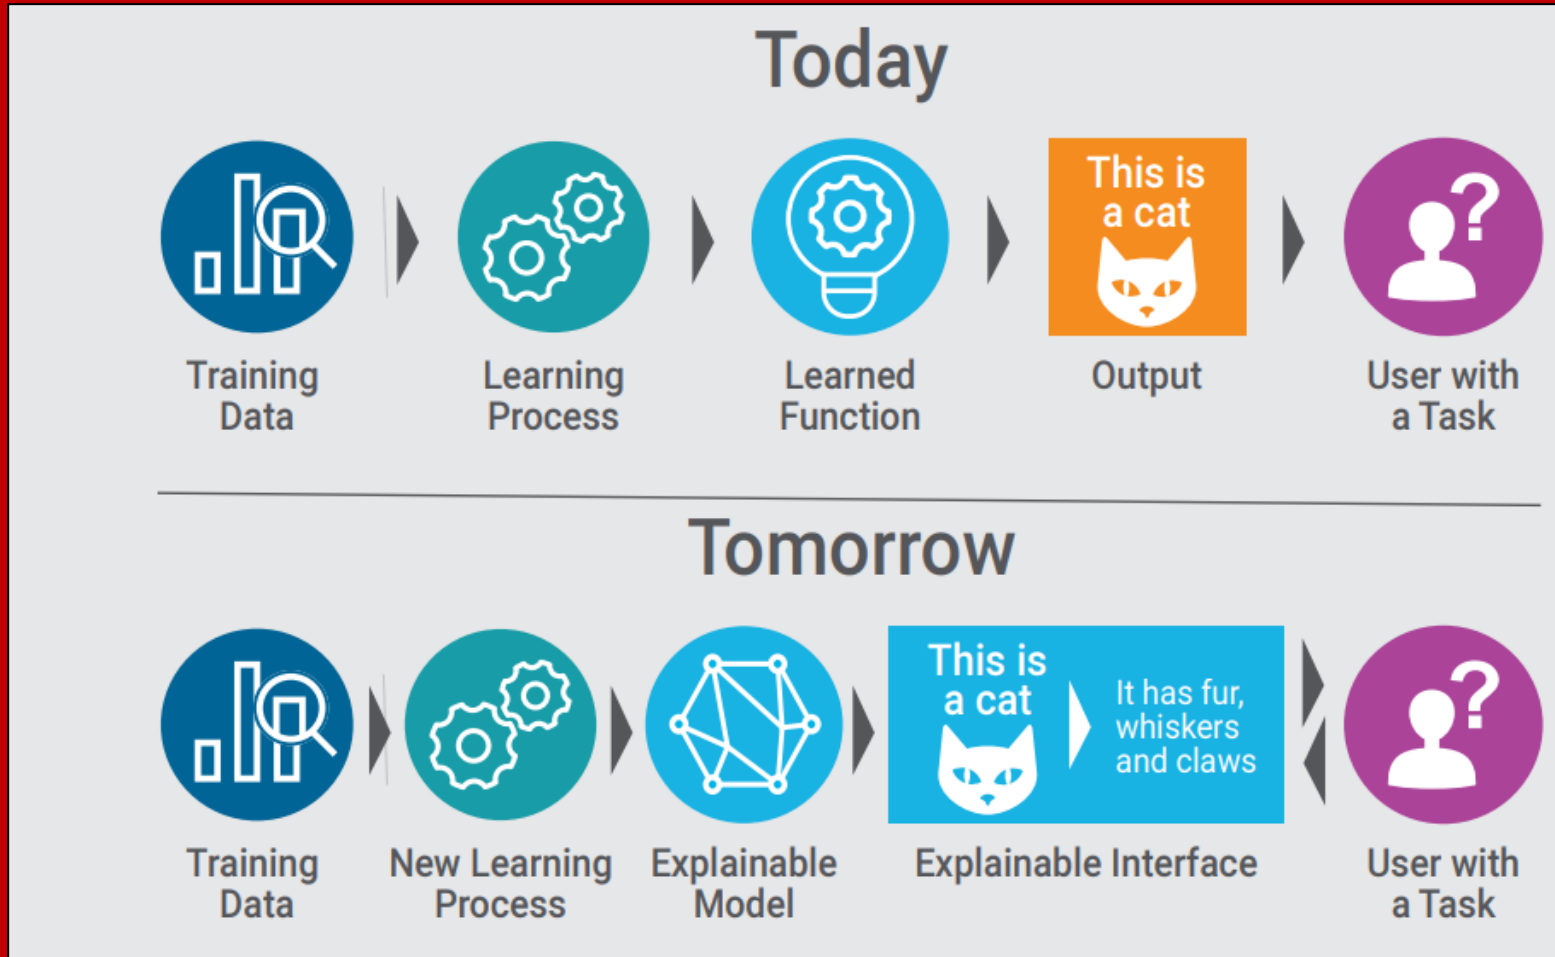 Today
This is
a cat
?
Training
Data
Learning
Process
Learned
Function
Output
User with
a Task
Tomorrow
This is
a cat
It has fur,
whiskers
and claws
?
Training
Data
New Learning
Process
Explainable
Model
Explainable Interface
User with
a Task